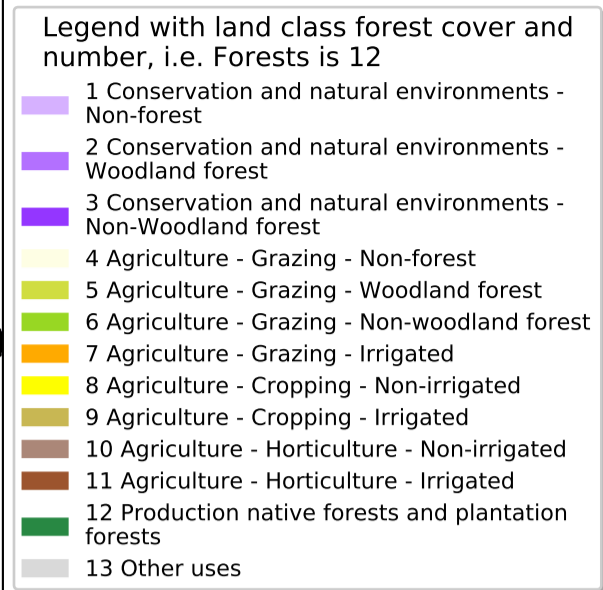 Legend with land class forest cover and
number, i.e. Forests is 12
1 Conservation and natural environments -
Non-forest
2 Conservation and natural environments -
Woodland forest
3 Conservation and natural environments -
Non-Woodland forest
4 Agriculture - Grazing - Non-forest
5 Agriculture - Grazing - Woodland forest
6 Agriculture - Grazing - Non-woodland forest
7 Agriculture - Grazing - Irrigated
8 Agriculture - Cropping - Non-irrigated
9 Agriculture - Cropping - Irrigated
10 Agriculture - Horticulture - Non-irrigated
11 Agriculture - Horticulture - Irrigated
12 Production native forests and plantation
forests
13 Other uses